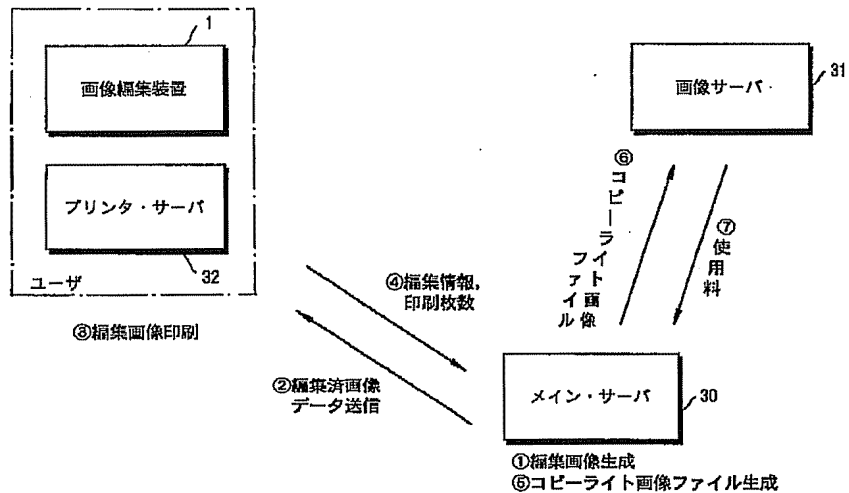 1
画像編集装置
プリンタ・サーバ
32
ユーザ
③編集画像印刷
画像サーバ
31
⑥コピーライト画像
ファイル
⑦使用料
④編集情報,
印刷枚数
②編集済画像
データ送信
メイン・サーバ
30
①編集画像生成
⑤コピーライト画像ファイル生成